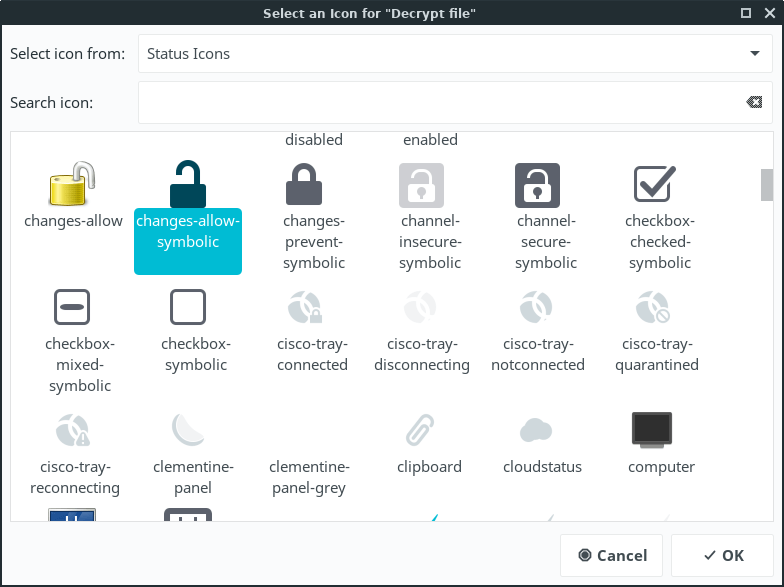 Select an Icon for "Decrypt file"
Select icon from:
Status Icons
Search icon:
disabled
enabled
changes-allow
changes-allow-
symbolic
changes-
prevent-
symbolic
channel-
insecure-
symbolic
channel-
secure-
symbolic
checkbox-
checked-
symbolic
checkbox-
mixed-
symbolic
checkbox-
symbolic
cisco-tray-
connected
cisco-tray-
disconnecting
cisco-tray-
notconnected
cisco-tray-
quarantined
cisco-tray-
reconnecting
clementine-
panel
clementine-
panel-grey
clipboard
cloudstatus
computer
Cancel
OK